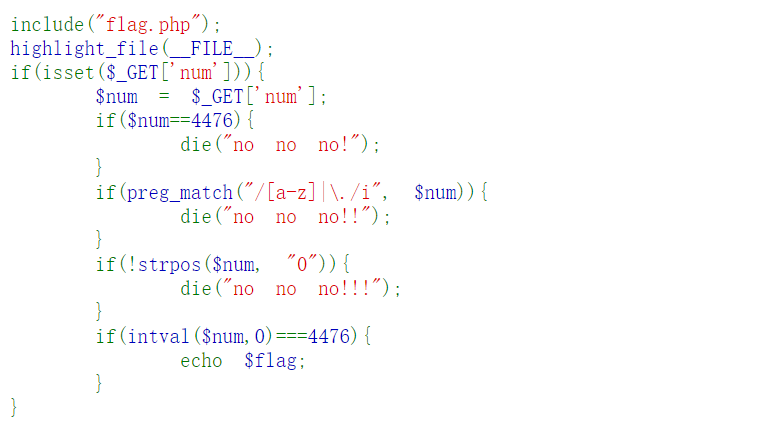 include("flag.php");
highlight_file(__FILE__);
if(isset($_GET['num'])){
        $num  =  $_GET['num'];
        if($num==4476){
                die("no  no  no!");
        }
        if(preg_match("/[a-z]|\./i",  $num)){
                die("no  no  no!!");
        }
        if(!strpos($num,  "0")){
                die("no  no  no!!!");
        }
        if(intval($num,0)===4476){
                echo  $flag;
        }
}